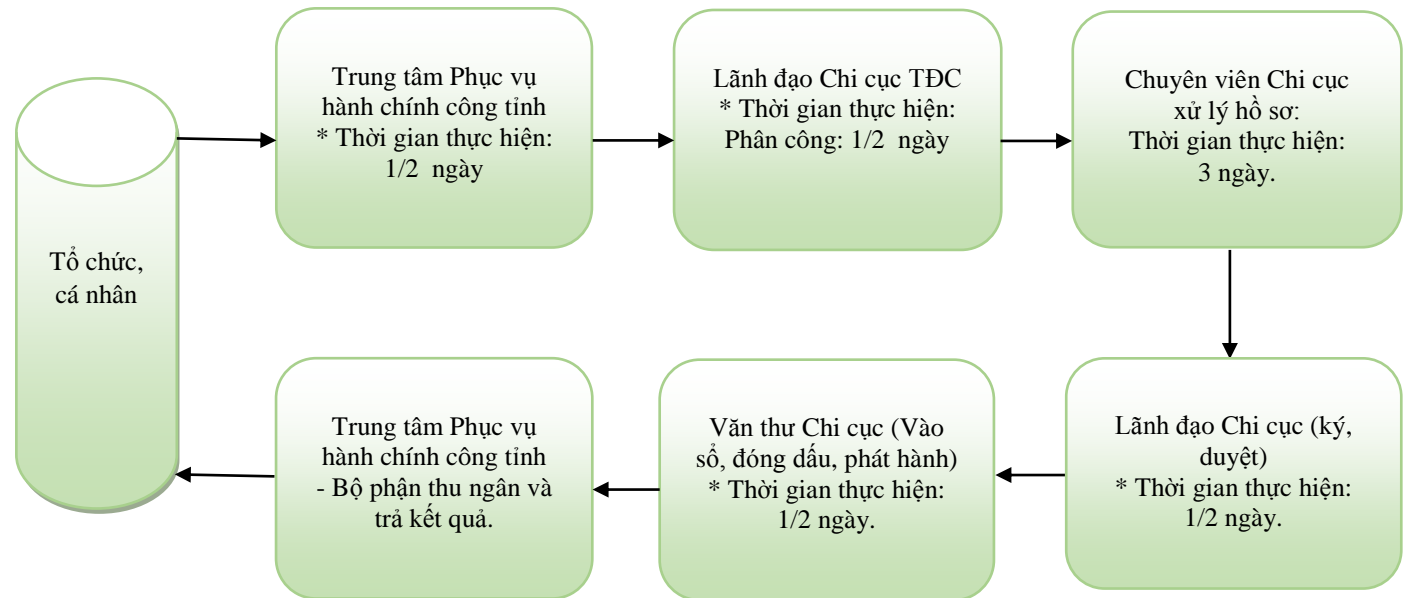 Tổ chức,
cá nhân
Trung tâm Phục vụ
hành chính công tỉnh
* Thời gian thực hiện:
1/2 ngày
Lãnh đạo Chi cục TĐC
* Thời gian thực hiện:
Phân công: 1/2 ngày
Chuyên viên Chi cục
xử lý hồ sơ:
Thời gian thực hiện:
3 ngày.
Lãnh đạo Chi cục (ký,
duyệt)
* Thời gian thực hiện:
1/2 ngày.
Văn thư Chi cục (Vào
sổ, đóng dấu, phát hành)
* Thời gian thực hiện:
1/2 ngày.
Trung tâm Phục vụ
hành chính công tỉnh
- Bộ phận thu ngân và
trả kết quả.